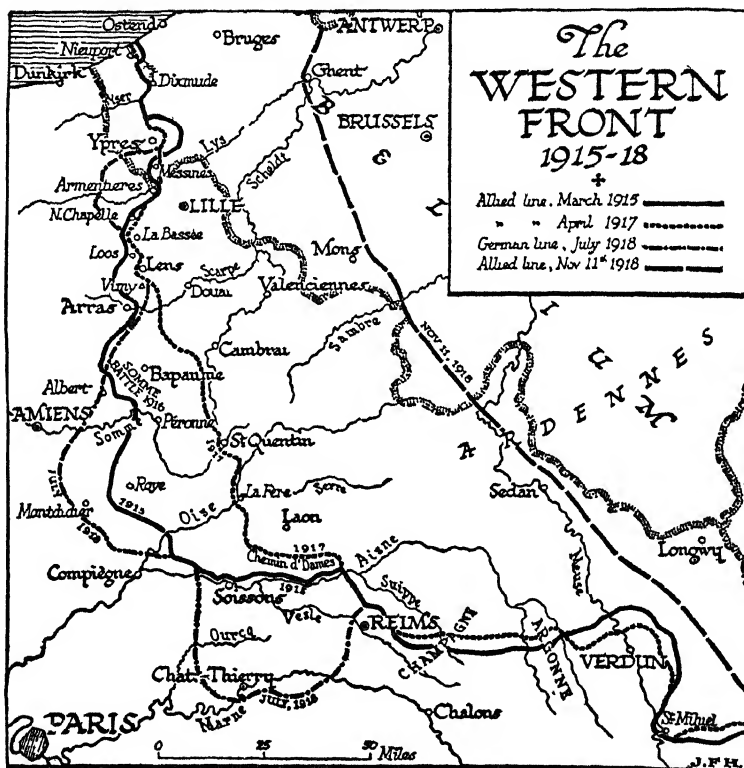 The
WESTERN
FRONT
1915-18
Allied line, March 1915
" " April 1917
German line, July 1918
Allied line, Nov 11th 1918
Ostend
Bruges
ANTWERP
Nieuport
Dunkirk
Dixmude
Ghent
Yser
BRUSSELS
Ypres
Lys
Scheldt
Messines
Armentieres
LILLE
N. Chapelle
La Bassée
Loos
Lens
Mons
Scarpe
Vimy
Douai
Valenciennes
Arras
BELGIUM
Sambre
NOV 11, 1918
Cambrai
SOMME
BATTLE 1916
Bapaume
Albert
AMIENS
Somme
Péronne
ARDENNES
1917
St Quentin
July
1918
Roye
1915
La Fere
Serre
Sedan
Montdidier
Oise
Laon
Longwy
Meuse
1917
Chemin d'Dames
Aisne
Compiègne
Soissons
Suippe
Vesle
REIMS
CHAMPAGNE
ARGONNE
VERDUN
Ourcq
Chat-Thierry
JULY, 1918
Marne
Chalons
St Mihiel
PARIS
0 25 50 Miles
J.F.H.